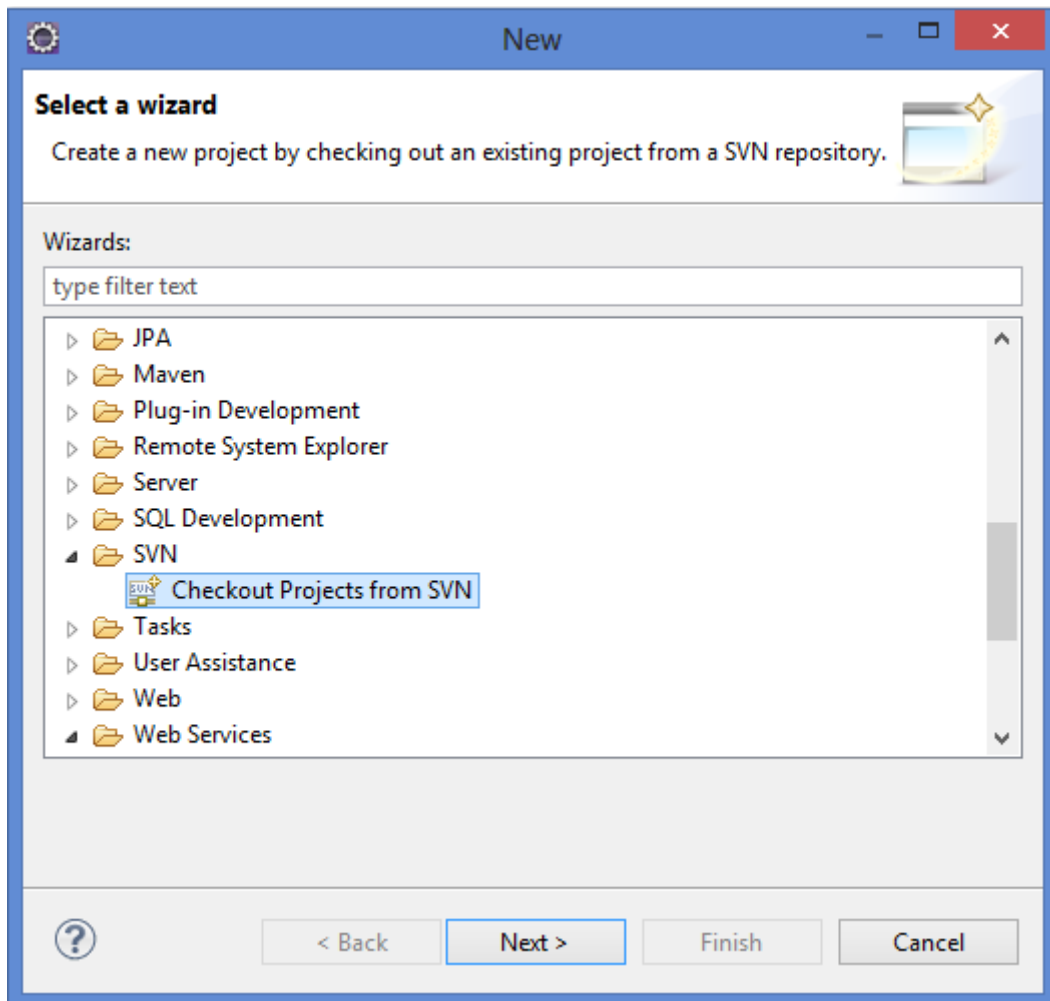 New
Select a wizard
Create a new project by checking out an existing project from a SVN repository.
Wizards:
type filter text
JPA
Maven
Plug-in Development
Remote System Explorer
Server
SQL Development
SVN
SVN Checkout Projects from SVN
Tasks
User Assistance
Web
Web Services
? < Back Next > Finish Cancel